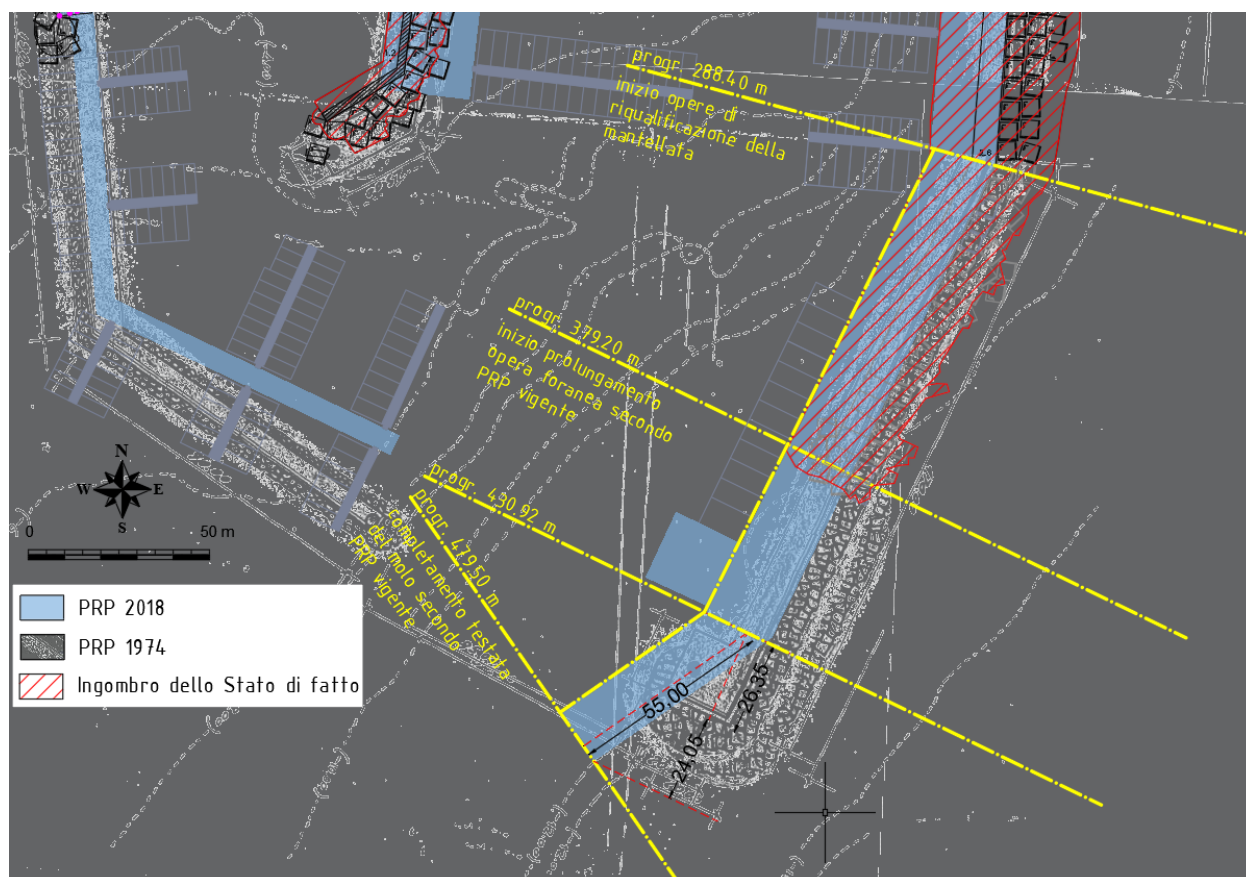 progr. 288.40 m
inizio opere di
riqualificazione della
mantellata
2.6
progr. 379.20 m
inizio prolungamento
opera foranea secondo
PRP vigente
progr. 430.92 m
progr. 479.50 m
completamento testata
del molo secondo
PRP vigente
N
W E
S
0 50 m
PRP 2018
PRP 1974
Ingombro dello Stato di fatto
55,00
26,35
24,05